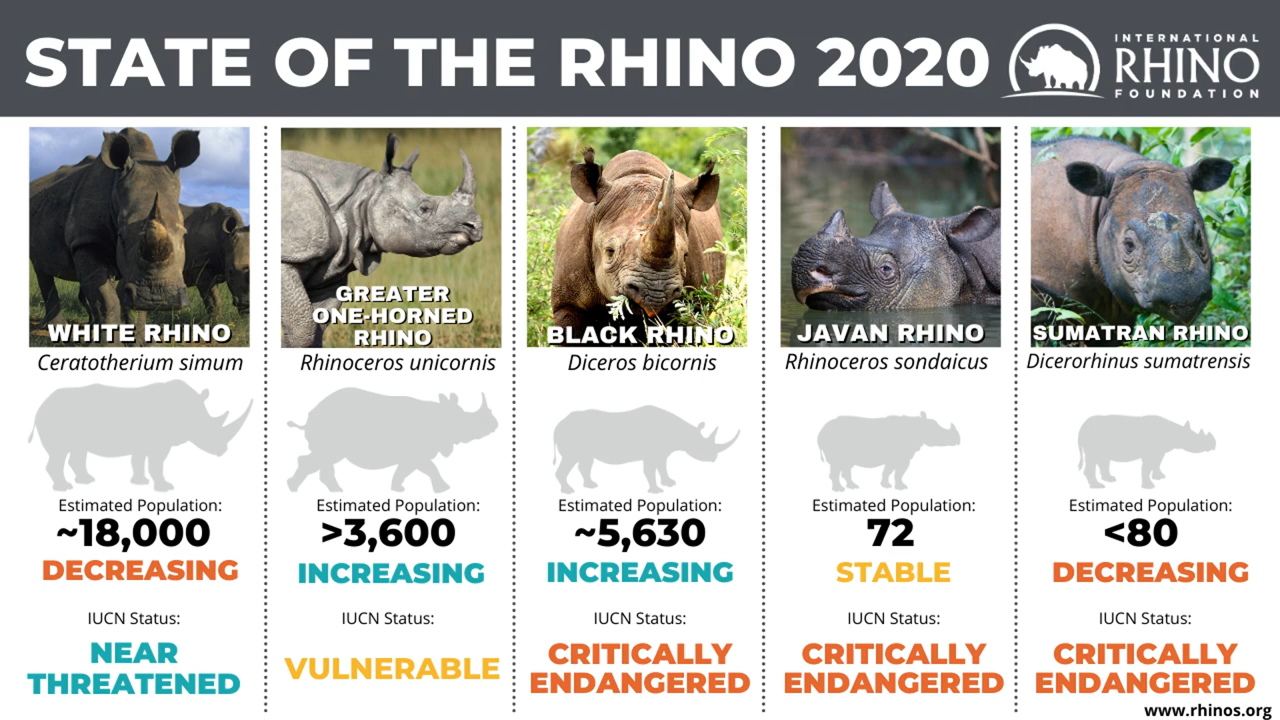 STATE OF THE RHINO 2020
INTERNATIONAL
RHINO
FOUNDATION
WHITE RHINO
Ceratotherium simum
Estimated Population:
~18,000
DECREASING
IUCN Status:
NEAR
THREATENED
GREATER
ONE-HORNED
RHINO
Rhinoceros unicornis
Estimated Population:
>3,600
INCREASING
IUCN Status:
VULNERABLE
BLACK RHINO
Diceros bicornis
Estimated Population:
~5,630
INCREASING
IUCN Status:
CRITICALLY
ENDANGERED
JAVAN RHINO
Rhinoceros sondaicus
Estimated Population:
72
STABLE
IUCN Status:
CRITICALLY
ENDANGERED
SUMATRAN RHINO
Dicerorhinus sumatrensis
Estimated Population:
<80
DECREASING
IUCN Status:
CRITICALLY
ENDANGERED
www.rhinos.org